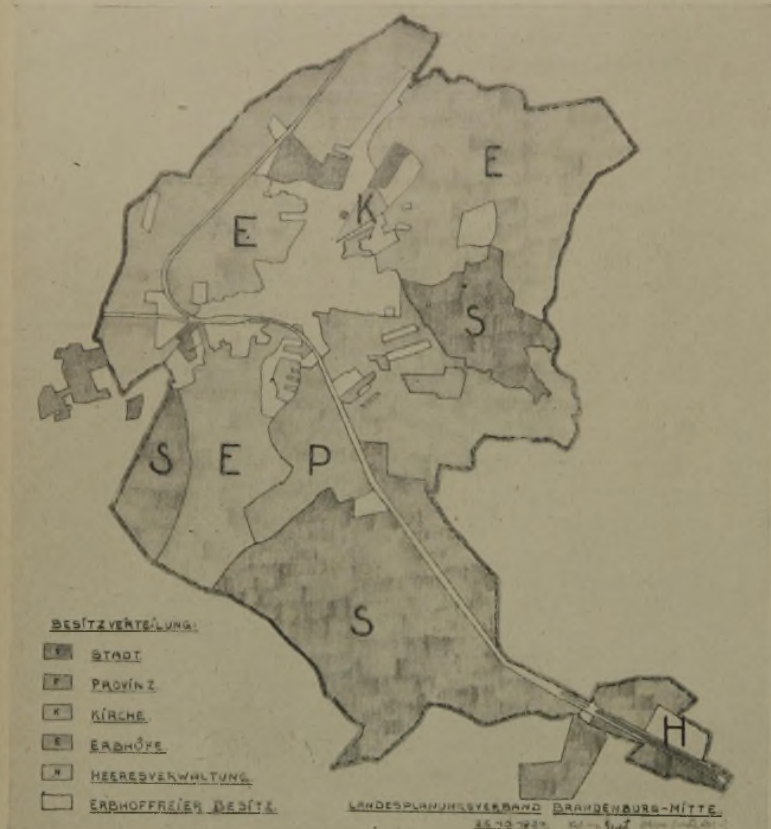 E
K
E
S
S
E
P
S
H
BESITZVERTEILUNG:
S STADT
P PROVINZ
K KIRCHE
E ERBHÖFE
H HEERESVERWALTUNG
ERBHOFFREIER BESITZ.
LANDESPLANUNGSVERBAND BRANDENBURG-MITTE.